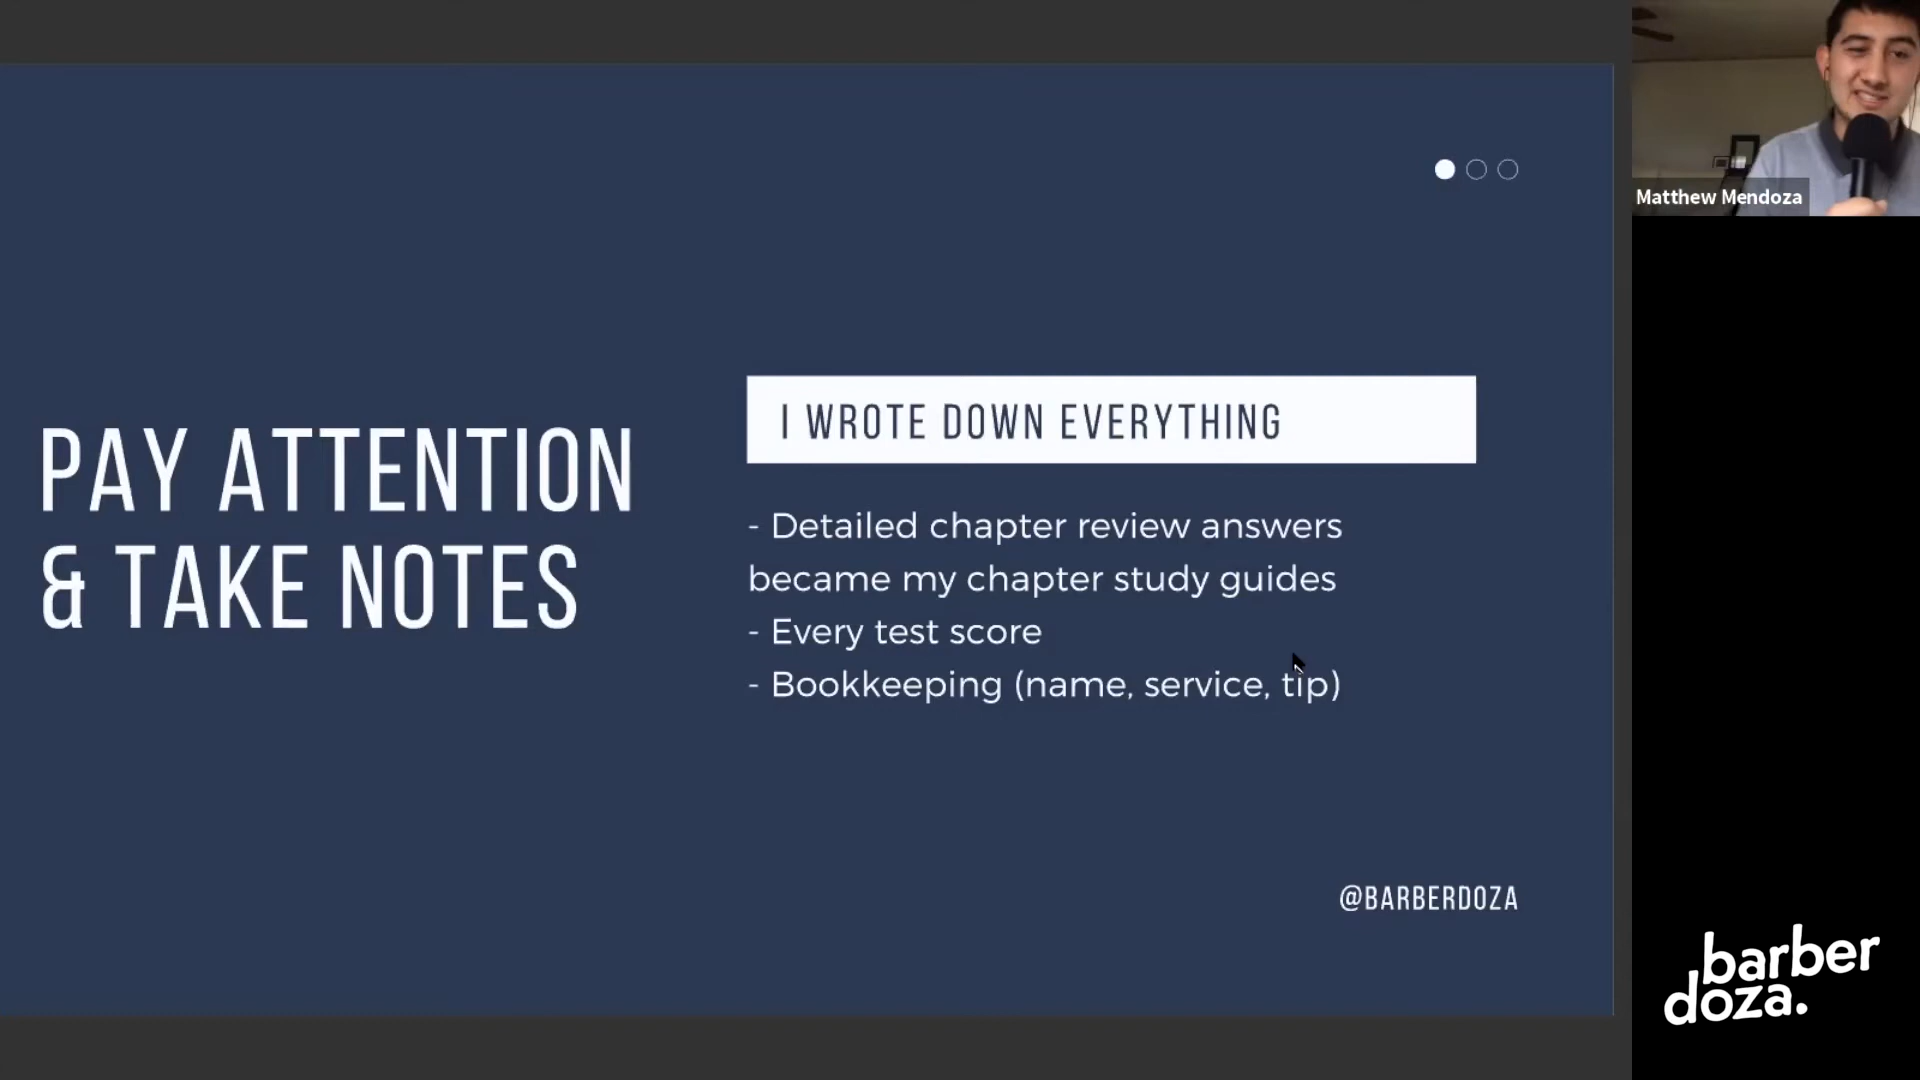 PAY ATTENTION
& TAKE NOTES
I WROTE DOWN EVERYTHING
- Detailed chapter review answers
became my chapter study guides
- Every test score
- Bookkeeping (name, service, tip)
@BARBERDOZA
Matthew Mendoza
barber
doza.